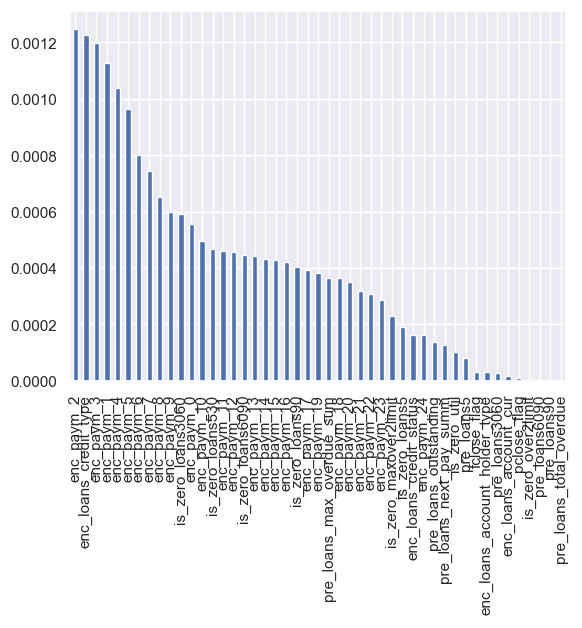 0.0012
0.0010
0.0008
0.0006
0.0004
0.0002
0.0000
enc_paym_2
enc_loans_credit_type
enc_paym_3
enc_paym_1
enc_paym_4
enc_paym_5
enc_paym_6
enc_paym_7
enc_paym_8
enc_paym_9
is_zero_loans3060
enc_paym_0
enc_paym_10
is_zero_loans530
enc_paym_11
enc_paym_12
is_zero_loans6090
enc_paym_13
enc_paym_14
enc_paym_15
enc_paym_16
is_zero_loans90
enc_paym_17
enc_paym_19
pre_loans_max_overdue_sum
enc_paym_18
enc_paym_20
enc_paym_21
enc_paym_22
enc_paym_23
is_zero_maxover2limit
is_zero_loans5
enc_loans_credit_status
enc_paym_24
pre_loans_outstanding
pre_loans_next_pay_summ
is_zero_util
pre_loans5
fclose_flag
enc_loans_account_holder_type
pre_loans3060
enc_loans_account_cur
pclose_flag
is_zero_over2limit
pre_loans6090
pre_loans90
pre_loans_total_overdue